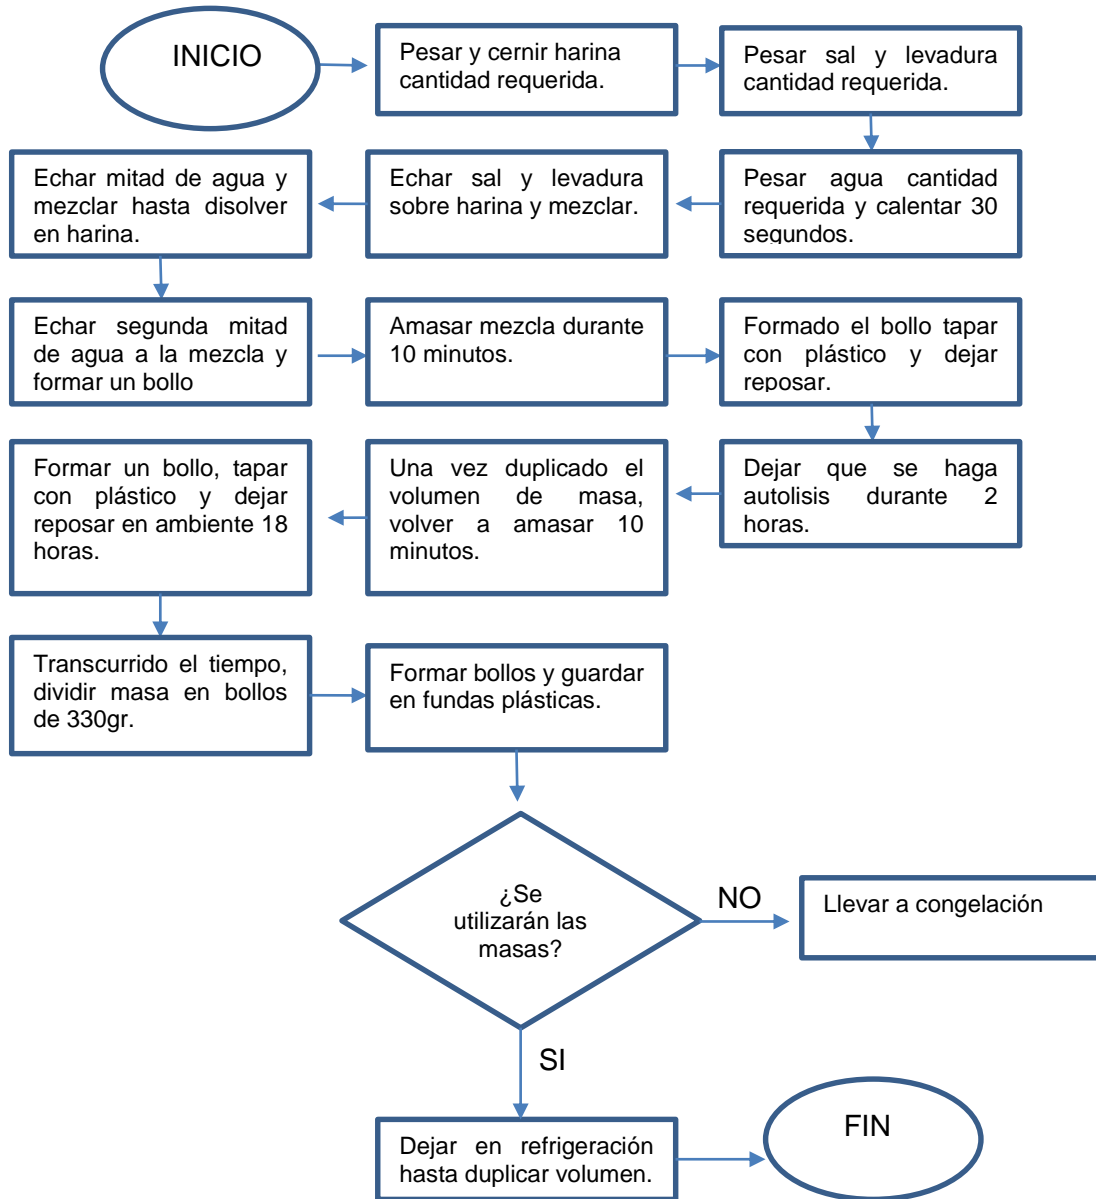 INICIO
Pesar y cernir harina
cantidad requerida.
Pesar sal y levadura
cantidad requerida.
Pesar agua cantidad
requerida y calentar 30
segundos.
Echar sal y levadura
sobre harina y mezclar.
Echar mitad de agua y
mezclar hasta disolver
en harina.
Echar segunda mitad
de agua a la mezcla y
formar un bollo
Amasar mezcla durante
10 minutos.
Formado el bollo tapar
con plástico y dejar
reposar.
Dejar que se haga
autolisis durante 2
horas.
Una vez duplicado el
volumen de masa,
volver a amasar 10
minutos.
Formar un bollo, tapar
con plástico y dejar
reposar en ambiente 18
horas.
Transcurrido el tiempo,
dividir masa en bollos
de 330gr.
Formar bollos y guardar
en fundas plásticas.
¿Se
utilizarán las
masas?
NO
Llevar a congelación
SI
Dejar en refrigeración
hasta duplicar volumen.
FIN